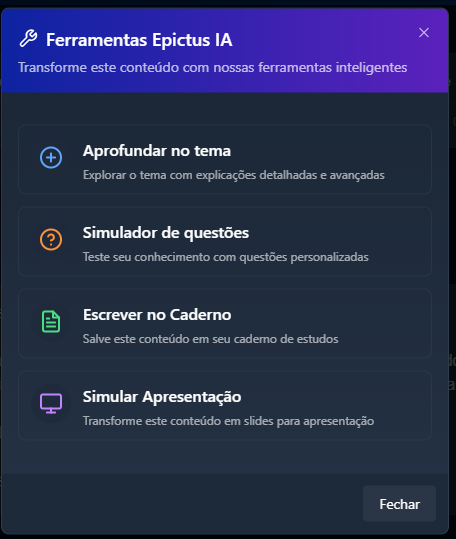 Ferramentas Epictus IA
Transforme este conteúdo com nossas ferramentas inteligentes
Aprofundar no tema
Explorar o tema com explicações detalhadas e avançadas
Simulador de questões
Teste seu conhecimento com questões personalizadas
Escrever no Caderno
Salve este conteúdo em seu caderno de estudos
Simular Apresentação
Transforme este conteúdo em slides para apresentação
Fechar